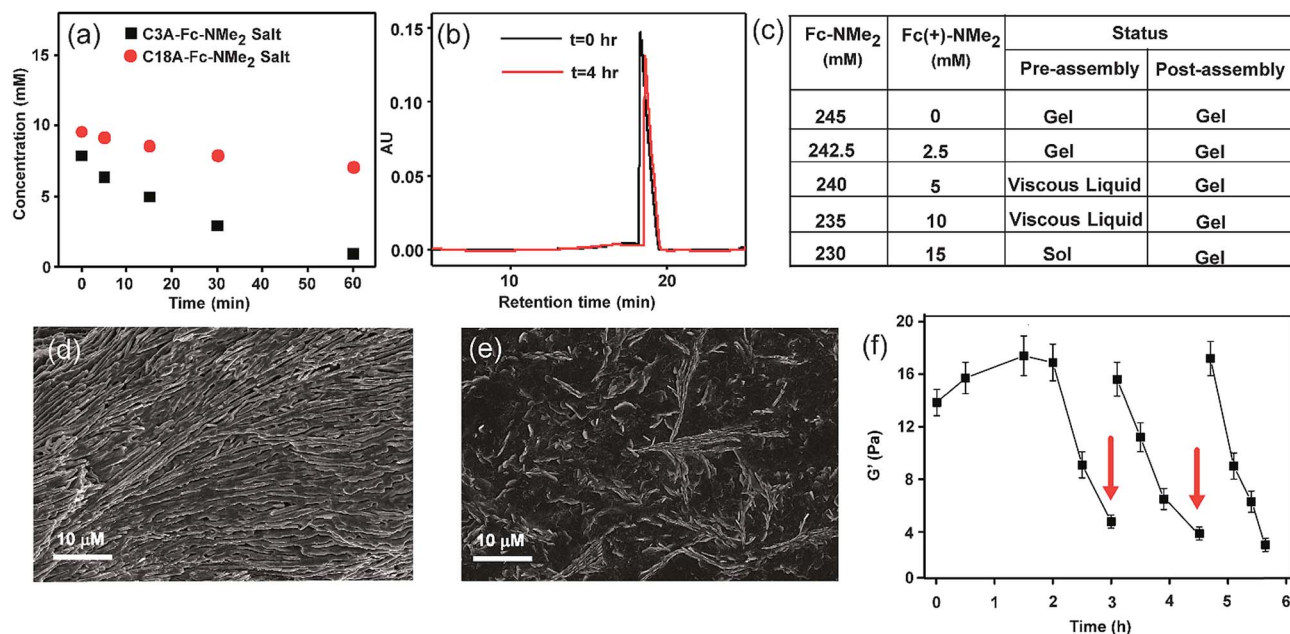 (a)
C3A-Fc-NMe₂ Salt
C18A-Fc-NMe₂ Salt
15
10
5
0
Concentration (mM)
0 10 20 30 40 50 60
Time (min)
(b)
t=0 hr
t=4 hr
0.15
0.10
0.05
0.00
AU
10 20
Retention time (min)
(c)
Fc-NMe₂ Fc(+)-NMe₂ Status
(mM) (mM) Pre-assembly Post-assembly
245 0 Gel Gel
242.5 2.5 Gel Gel
240 5 Viscous Liquid Gel
235 10 Viscous Liquid Gel
230 15 Sol Gel
(d)
10 µM
(e)
10 µM
(f)
20
16
12
8
4
0
G' (Pa)
0 1 2 3 4 5 6
Time (h)